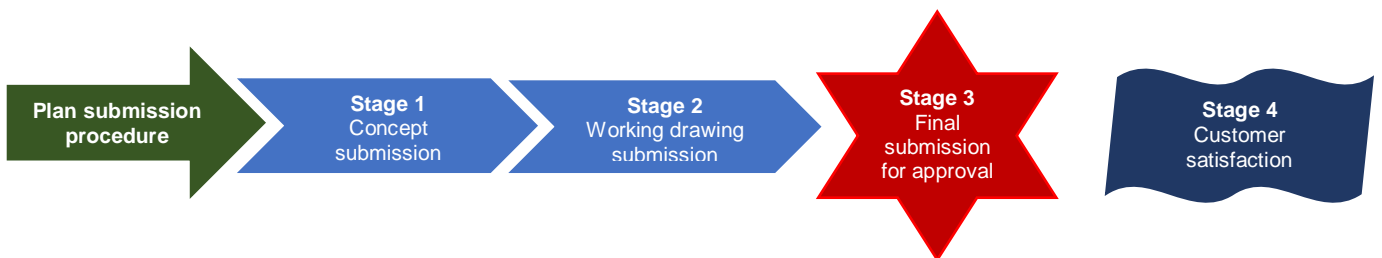 Plan submission
procedure
Stage 1
Concept
submission
Stage 2
Working drawing
submission
Stage 3
Final
submission
for approval
Stage 4
Customer
satisfaction